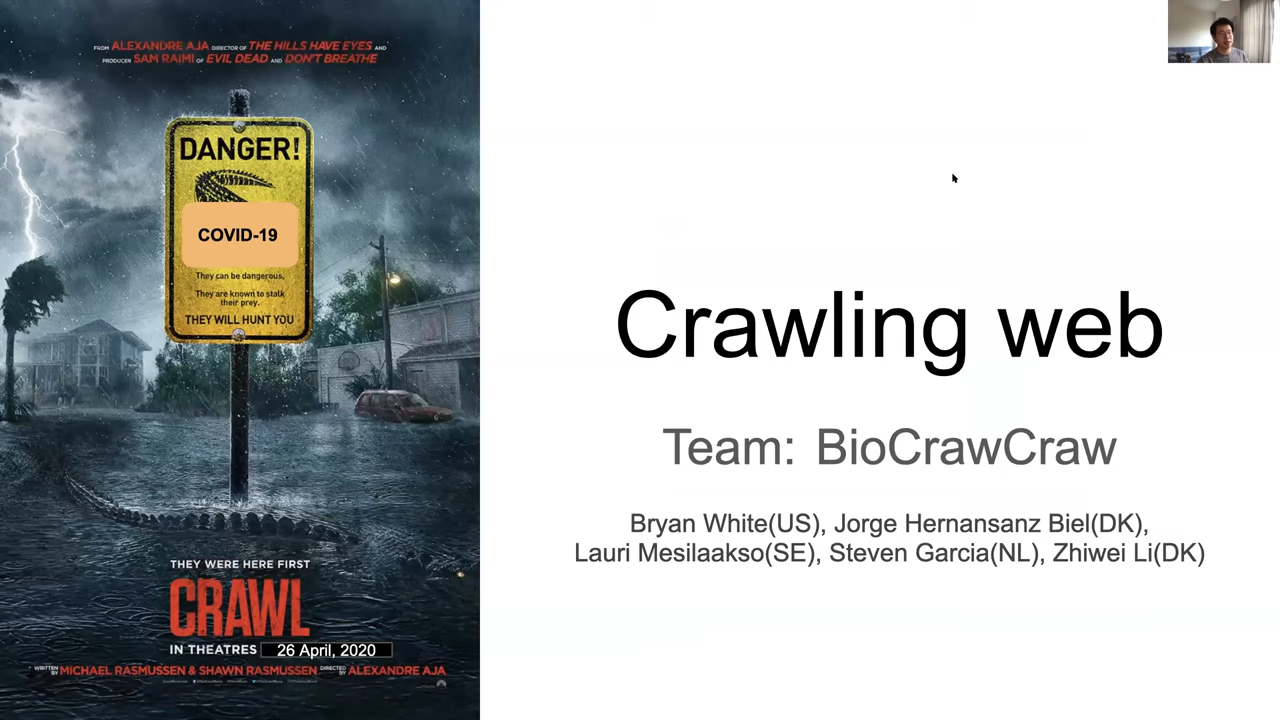 FROM ALEXANDRE AJA DIRECTOR OF THE HILLS HAVE EYES AND
PRODUCER SAM RAIMI OF EVIL DEAD AND DON'T BREATHE
DANGER!
COVID-19
They can be dangerous,
They are known to stalk
their prey.
THEY WILL HUNT YOU
THEY WERE HERE FIRST
CRAWL
IN THEATRES 26 April, 2020
WRITTEN BY MICHAEL RASMUSSEN & SHAWN RASMUSSEN DIRECTED BY ALEXANDRE AJA
Crawling web
Team: BioCrawCraw
Bryan White(US), Jorge Hernansanz Biel(DK),
Lauri Mesilaakso(SE), Steven Garcia(NL), Zhiwei Li(DK)